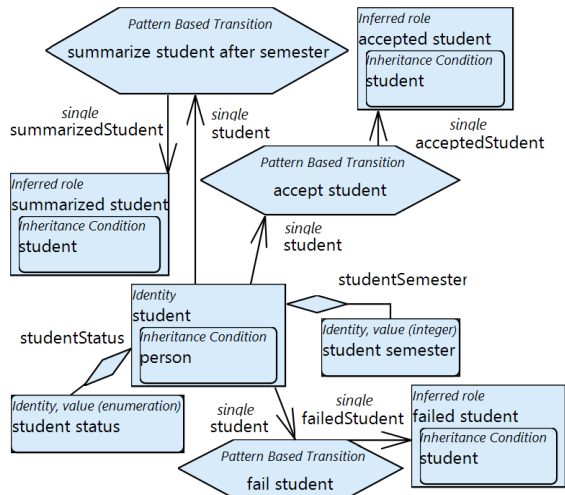 Pattern Based Transition
summarize student after semester
Inferred role
accepted student
Inheritance Condition
student
single
summarizedStudent
single
student
single
acceptedStudent
Pattern Based Transition
accept student
Inferred role
summarized student
Inheritance Condition
student
single
student
studentSemester
Identity
student
Inheritance Condition
person
Identity, value (integer)
student semester
studentStatus
Identity, value (enumeration)
student status
single
student
single
failedStudent
Inferred role
failed student
Inheritance Condition
student
Pattern Based Transition
fail student